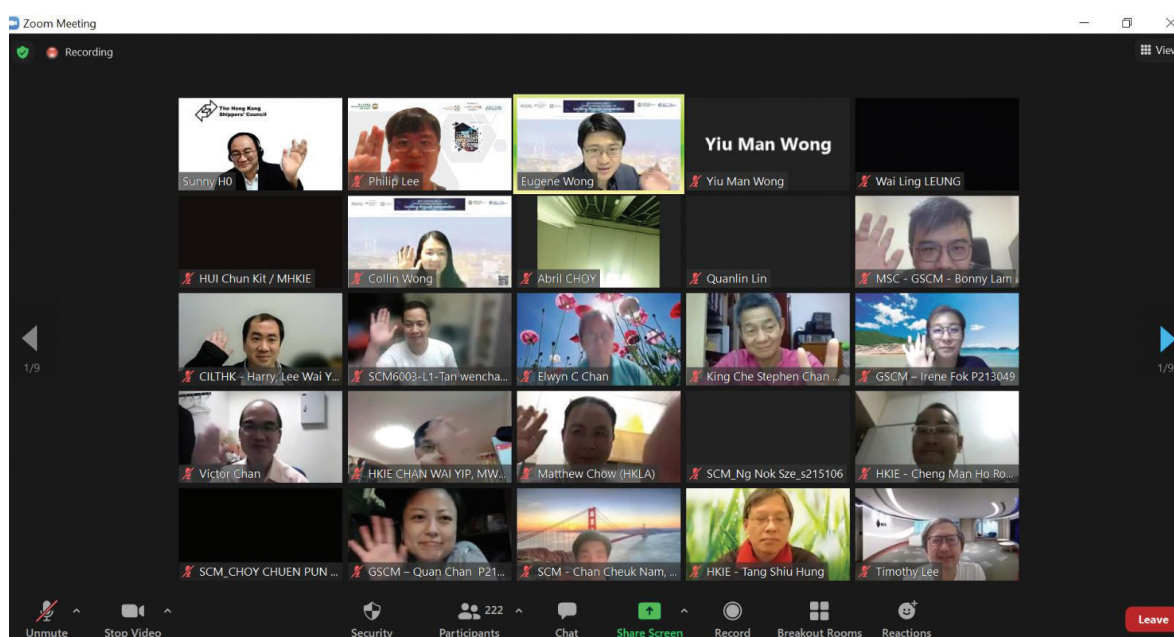 Zoom Meeting
Recording
View
The Hong Kong
Shippers' Council
Sunny H0
Philip Lee
Eugene Wong
Yiu Man Wong
Yiu Man Wong
Wai Ling LEUNG
HUI Chun Kit / MHKIE
Collin Wong
Abril CHOY
Quanlin Lin
MSC - GSCM - Bonny Lam
1/9
CILTHK - Harry, Lee Wai Y...
SCM6003-L1-Tan wencha...
Elwyn C Chan
King Che Stephen Chan ...
GSCM – Irene Fok P213049
1/9
Victor Chan
HKIE CHAN WAI YIP, MW...
Matthew Chow (HKLA)
SCM_Ng Nok Sze_s215106
HKIE - Cheng Man Ho Ro...
SCM_CHOY CHUEN PUN ...
GSCM – Quan Chan P21...
SCM - Chan Cheuk Nam, ...
HKIE - Tang Shiu Hung
Timothy Lee
Unmute
Stop Video
Security
222
Participants
Chat
Share Screen
Record
Breakout Rooms
Reactions
Leave